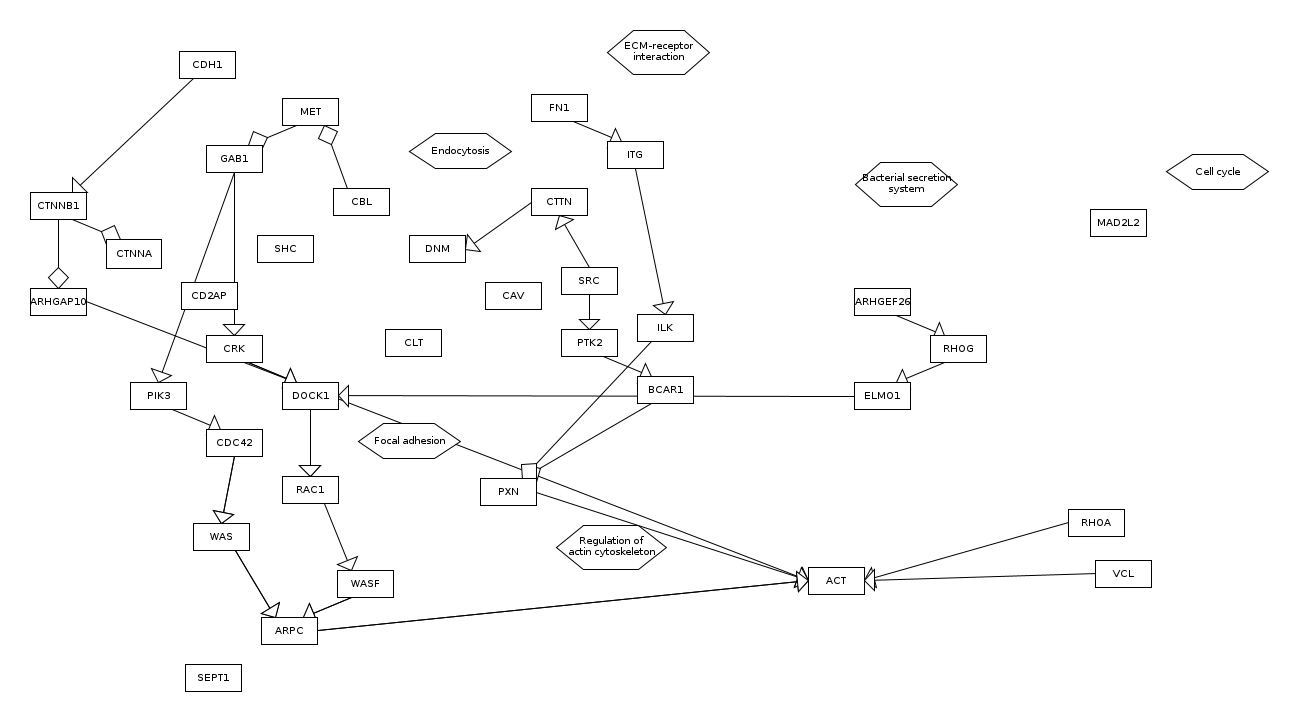 ECM-receptor
interaction
CDH1
MET
FN1
Endocytosis
ITG
GAB1
Cell cycle
Bacterial secretion
system
CTNNB1
CBL
CTTN
MAD2L2
CTNNA
SHC
DNM
SRC
CD2AP
CAV
ARHGAP10
ARHGEF26
ILK
CRK
CLT
PTK2
RHOG
PIK3
DOCK1
BCAR1
ELMO1
CDC42
Focal adhesion
RAC1
PXN
RHOA
WAS
Regulation of
actin cytoskeleton
WASF
ACT
VCL
ARPC
SEPT1